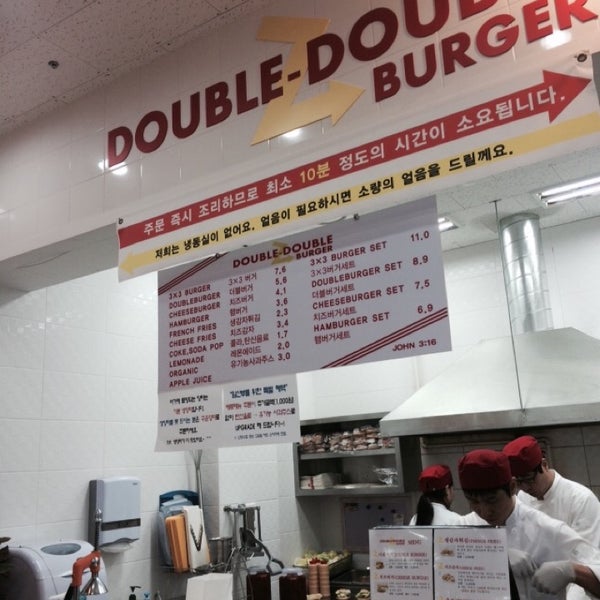 DOUBLE-DOUB
BURGER
주문 즉시 조리하므로 최소 10분 정도의 시간이 소요됩니다.
저희는 냉동실이 없어요. 얼음이 필요하시면 소량의 얼음을 드릴께요.
DOUBLE-DOUBLE
BURGER
3×3 BURGER 3×3 버거 7,6
DOUBLEBURGER 더블버거 5,6
CHEESEBURGER 치즈버거 4,1
HAMBURGER 햄버거 3,6
FRENCH FRIES 생감자튀김 2,3
CHEESE FRIES 치즈감자 3,4
COKE,SODA POP 콜라,탄산음료 1,7
LEMONADE 레몬에이드 2,0
ORGANIC 유기농사과주스 3,0
APPLE JUICE
3×3 BURGER SET 11,0
3×3버거세트
DOUBLEBURGER SET 8,9
더블버거세트
CHEESEBURGER SET 7,5
치즈버거세트
HAMBURGER SET 6,9
햄버거세트
JOHN 3:16
UPGRADE 해 드립니다~!